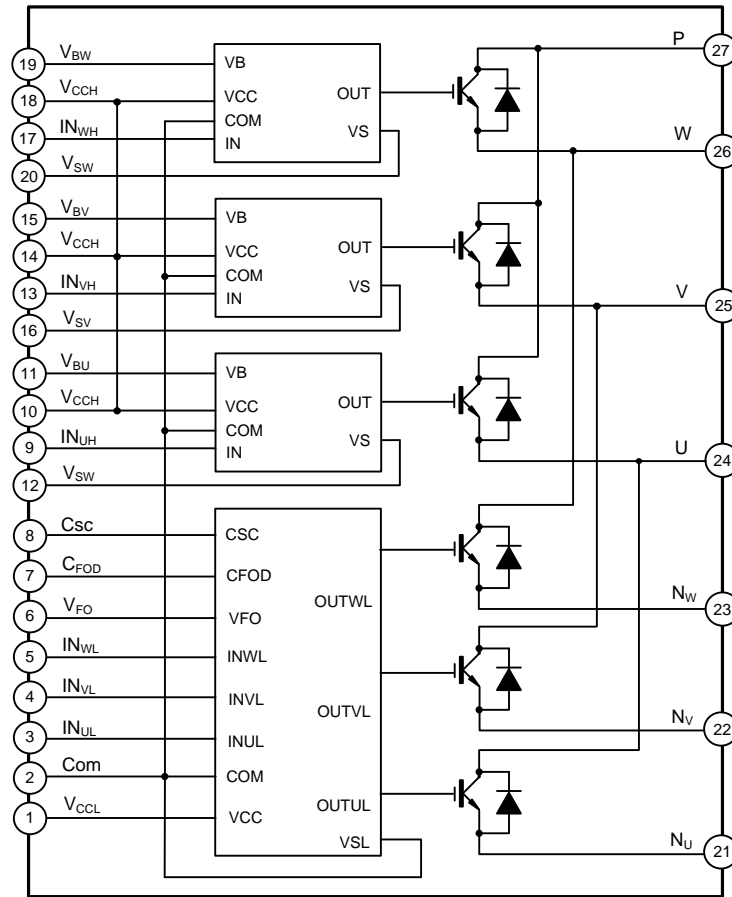 19 V_BW VB P 27
18 V_CCH VCC OUT
COM
17 IN_WH IN VS W 26
20 V_SW
15 V_BV VB
14 V_CCH VCC OUT
COM
13 IN_VH IN VS V 25
16 V_SV
11 V_BU VB
10 V_CCH VCC OUT
COM
9 IN_UH IN VS U 24
12 V_SW
8 Csc CSC
7 C_FOD CFOD
OUTWL N_W 23
6 V_FO VFO
5 IN_WL INWL
4 IN_VL INVL
OUTVL N_V 22
3 IN_UL INUL
2 Com COM
OUTUL
1 V_CCL VCC
VSL N_U 21